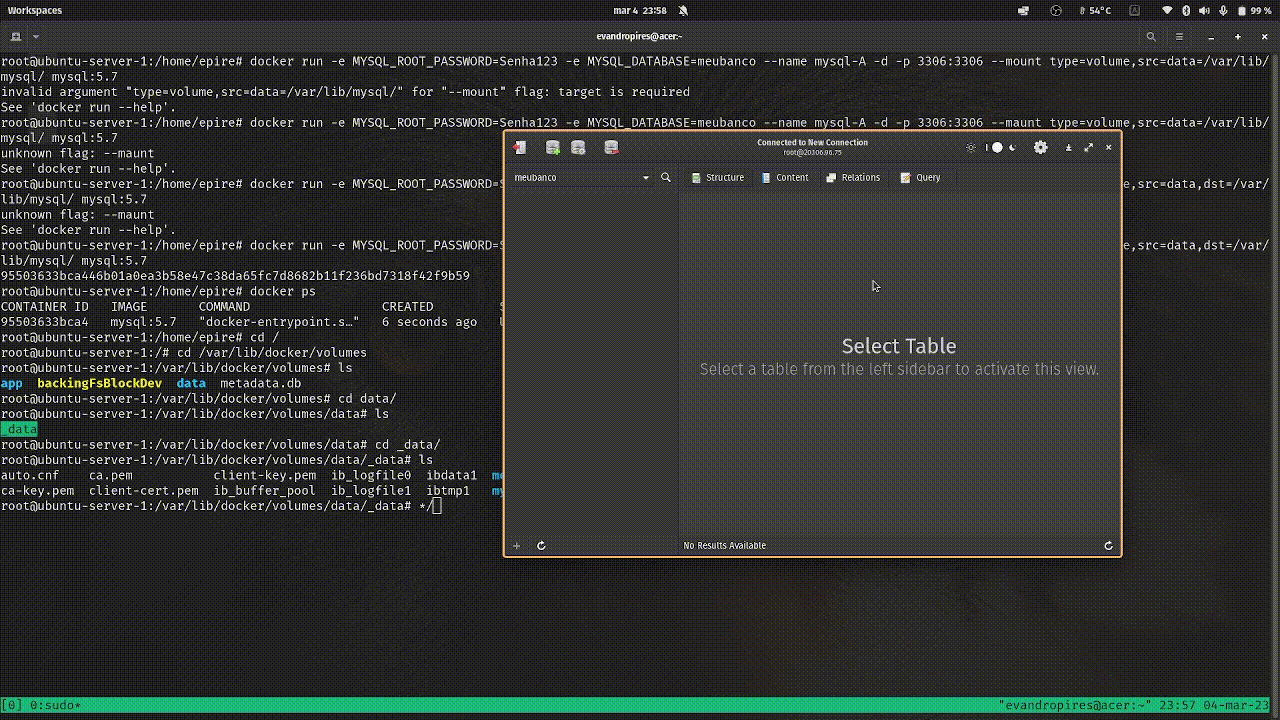 Workspaces
mar 4 23:58
54°C
A
99 %
evandropires@acer:~
root@ubuntu-server-1:/home/epire# docker run -e MYSQL_ROOT_PASSWORD=Senha123 -e MYSQL_DATABASE=meubanco --name mysql-A -d -p 3306:3306 --mount type=volume,src=data=/var/lib/
mysql/ mysql:5.7
invalid argument "type=volume,src=data=/var/lib/mysql/" for "--mount" flag: target is required
See 'docker run --help'.
root@ubuntu-server-1:/home/epire# docker run -e MYSQL_ROOT_PASSWORD=Senha123 -e MYSQL_DATABASE=meubanco --name mysql-A -d -p 3306:3306 --maunt type=volume,src=data=/var/lib/
mysql/ mysql:5.7
unknown flag: --maunt
See 'docker run --help'.
root@ubuntu-server-1:/home/epire# docker run -e MYSQL_ROOT_PASSWORD=S e,src=data,dst=/var/
lib/mysql/ mysql:5.7
unknown flag: --maunt
See 'docker run --help'.
root@ubuntu-server-1:/home/epire# docker run -e MYSQL_ROOT_PASSWORD=S e,src=data,dst=/var/
lib/mysql/ mysql:5.7
95503633bca446b01a0ea3b58e47c38da65fc7d8682b11f236bd7318f42f9b59
root@ubuntu-server-1:/home/epire# docker ps
CONTAINER ID IMAGE COMMAND CREATED S
95503633bca4 mysql:5.7 "docker-entrypoint.s…" 6 seconds ago U
root@ubuntu-server-1:/home/epire# cd /
root@ubuntu-server-1:/# cd /var/lib/docker/volumes
root@ubuntu-server-1:/var/lib/docker/volumes# ls
app backingFsBlockDev data metadata.db
root@ubuntu-server-1:/var/lib/docker/volumes# cd data/
root@ubuntu-server-1:/var/lib/docker/volumes/data# ls
_data
root@ubuntu-server-1:/var/lib/docker/volumes/data# cd _data/
root@ubuntu-server-1:/var/lib/docker/volumes/data/_data# ls
auto.cnf ca.pem client-key.pem ib_logfile0 ibdata1 me
ca-key.pem client-cert.pem ib_buffer_pool ib_logfile1 ibtmp1 my
root@ubuntu-server-1:/var/lib/docker/volumes/data/_data# */
Connected to New Connection
root@20.106.96.75
meubanco
Structure
Content
Relations
Query
Select Table
Select a table from the left sidebar to activate this view.
No Results Available
[0] 0:sudo* "evandropires@acer:~" 23:57 04-mar-23